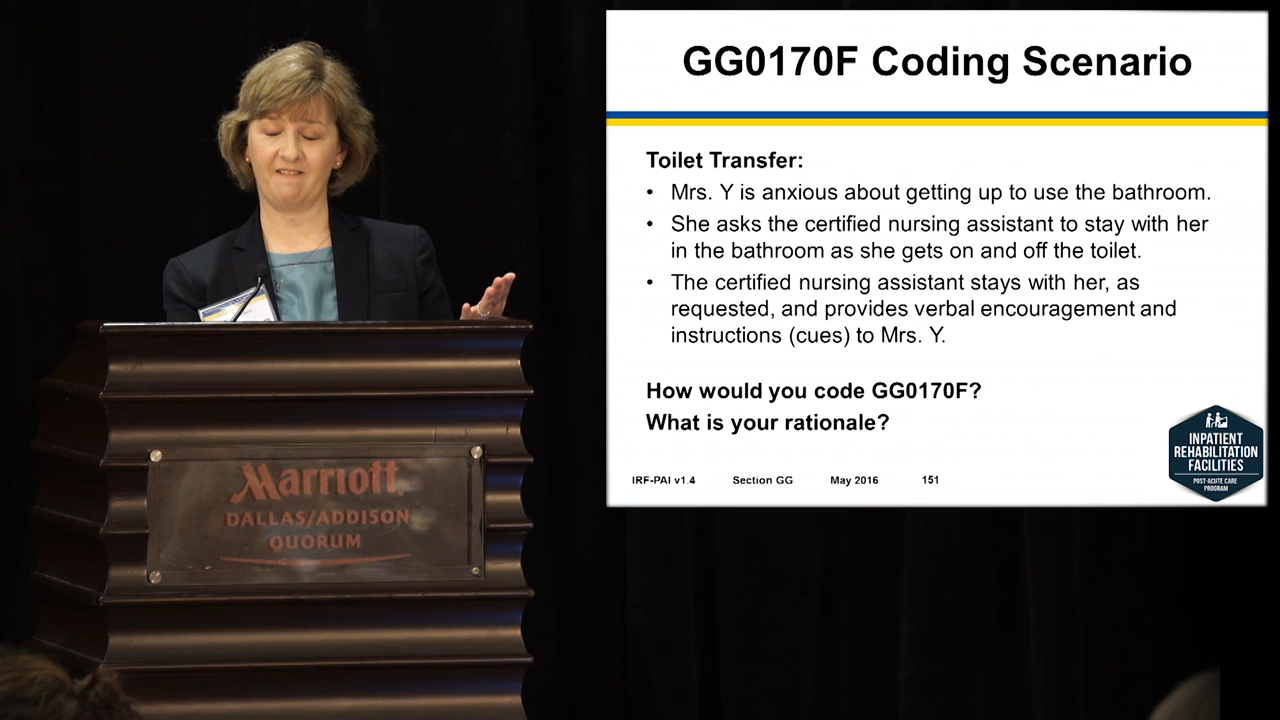 GG0170F Coding Scenario
Toilet Transfer:
• Mrs. Y is anxious about getting up to use the bathroom.
• She asks the certified nursing assistant to stay with her
in the bathroom as she gets on and off the toilet.
• The certified nursing assistant stays with her, as
requested, and provides verbal encouragement and
instructions (cues) to Mrs. Y.
How would you code GG0170F?
What is your rationale?
IRF-PAI v1.4 Section GG May 2016 151
INPATIENT
REHABILITATION
FACILITIES
POST-ACUTE CARE
PROGRAM
Marriott
DALLAS/ADDISON
QUORUM